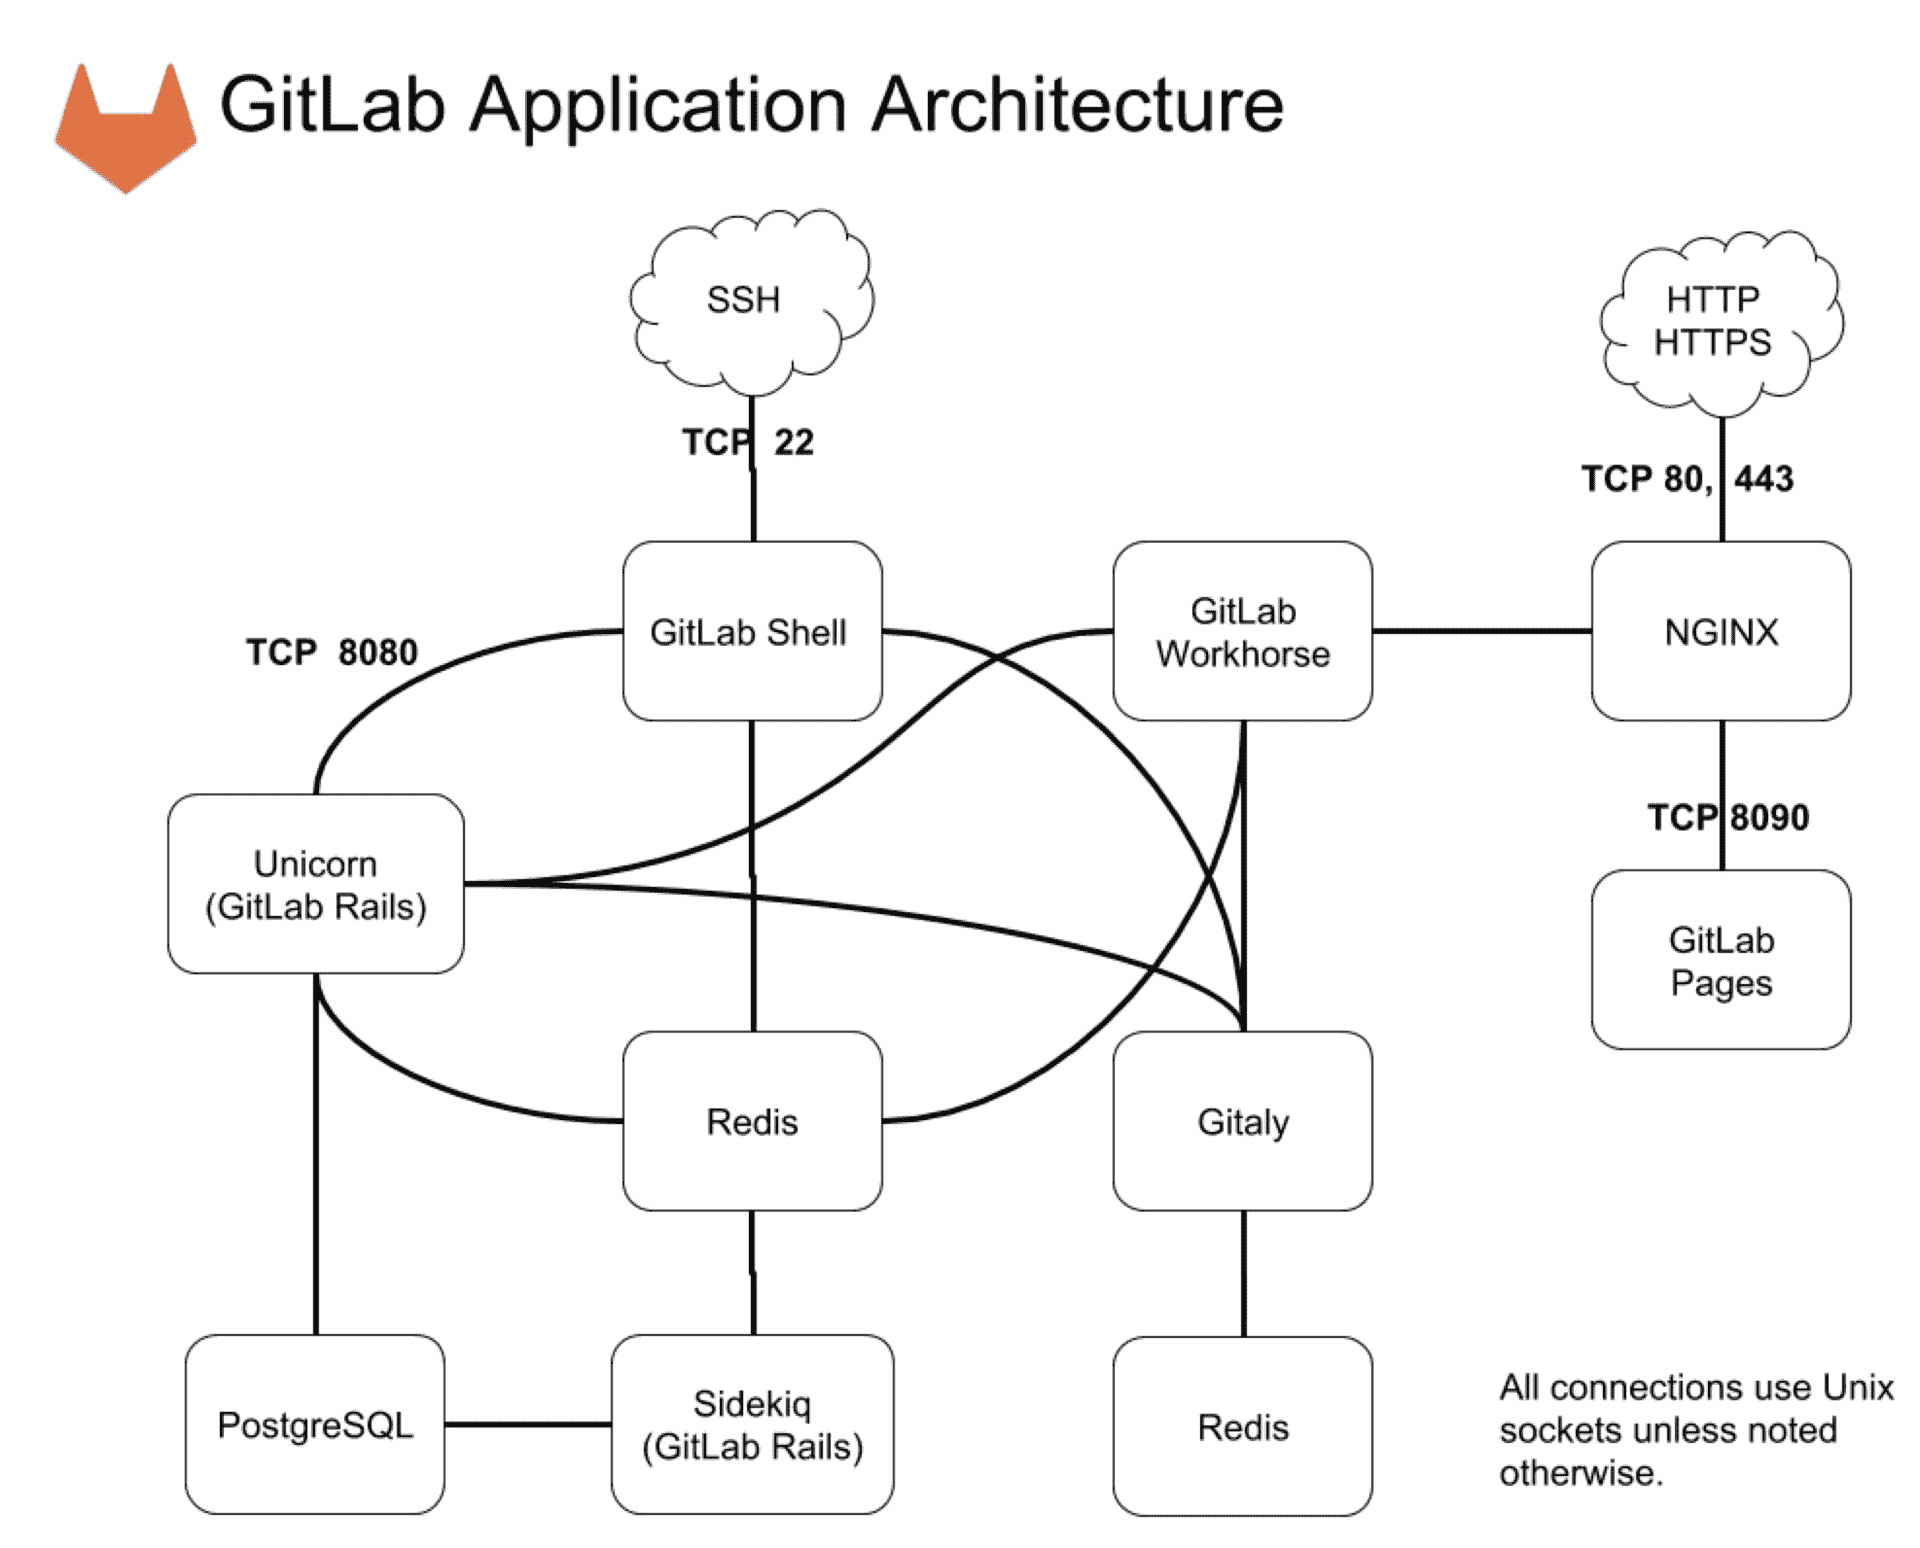 GitLab Application Architecture
SSH
HTTP
HTTPS
TCP 22
TCP 80, 443
GitLab Shell
GitLab
Workhorse
NGINX
TCP 8080
TCP 8090
Unicorn
(GitLab Rails)
GitLab
Pages
Redis
Gitaly
PostgreSQL
Sidekiq
(GitLab Rails)
Redis
All connections use Unix
sockets unless noted
otherwise.